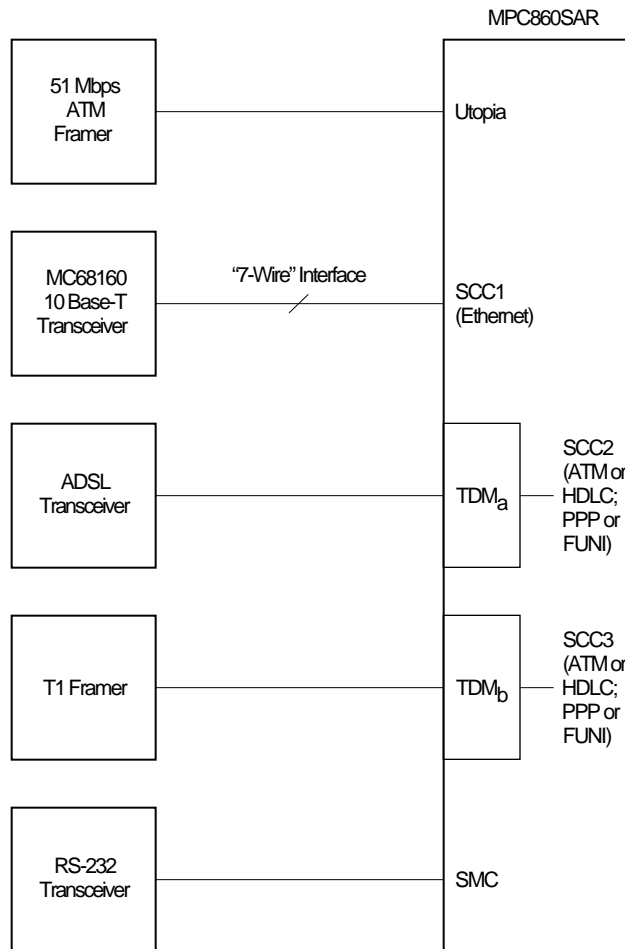 MPC860SAR
51 Mbps
ATM
Framer
Utopia
MC68160
10 Base-T
Transceiver
“7-Wire” Interface
SCC1
(Ethernet)
ADSL
Transceiver
TDMa
SCC2
(ATM or
HDLC;
PPP or
FUNI)
T1 Framer
TDMb
SCC3
(ATM or
HDLC;
PPP or
FUNI)
RS-232
Transceiver
SMC